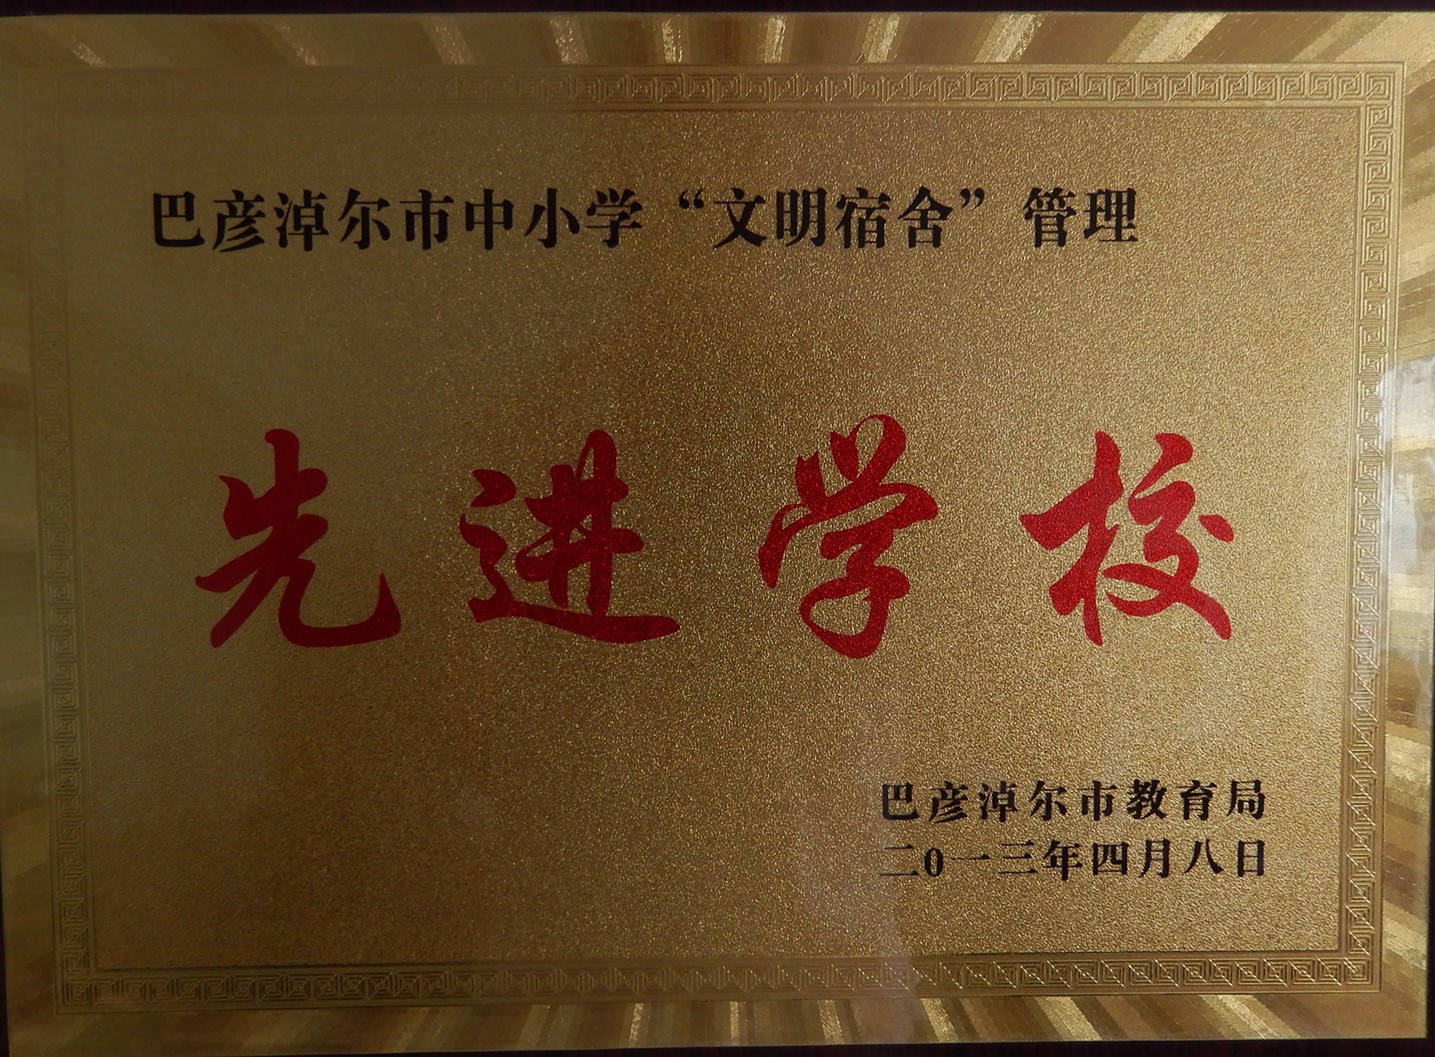 巴彦淖尔市中小学“文明宿舍”管理
先进学校
巴彦淖尔市教育局
二0一三年四月八日